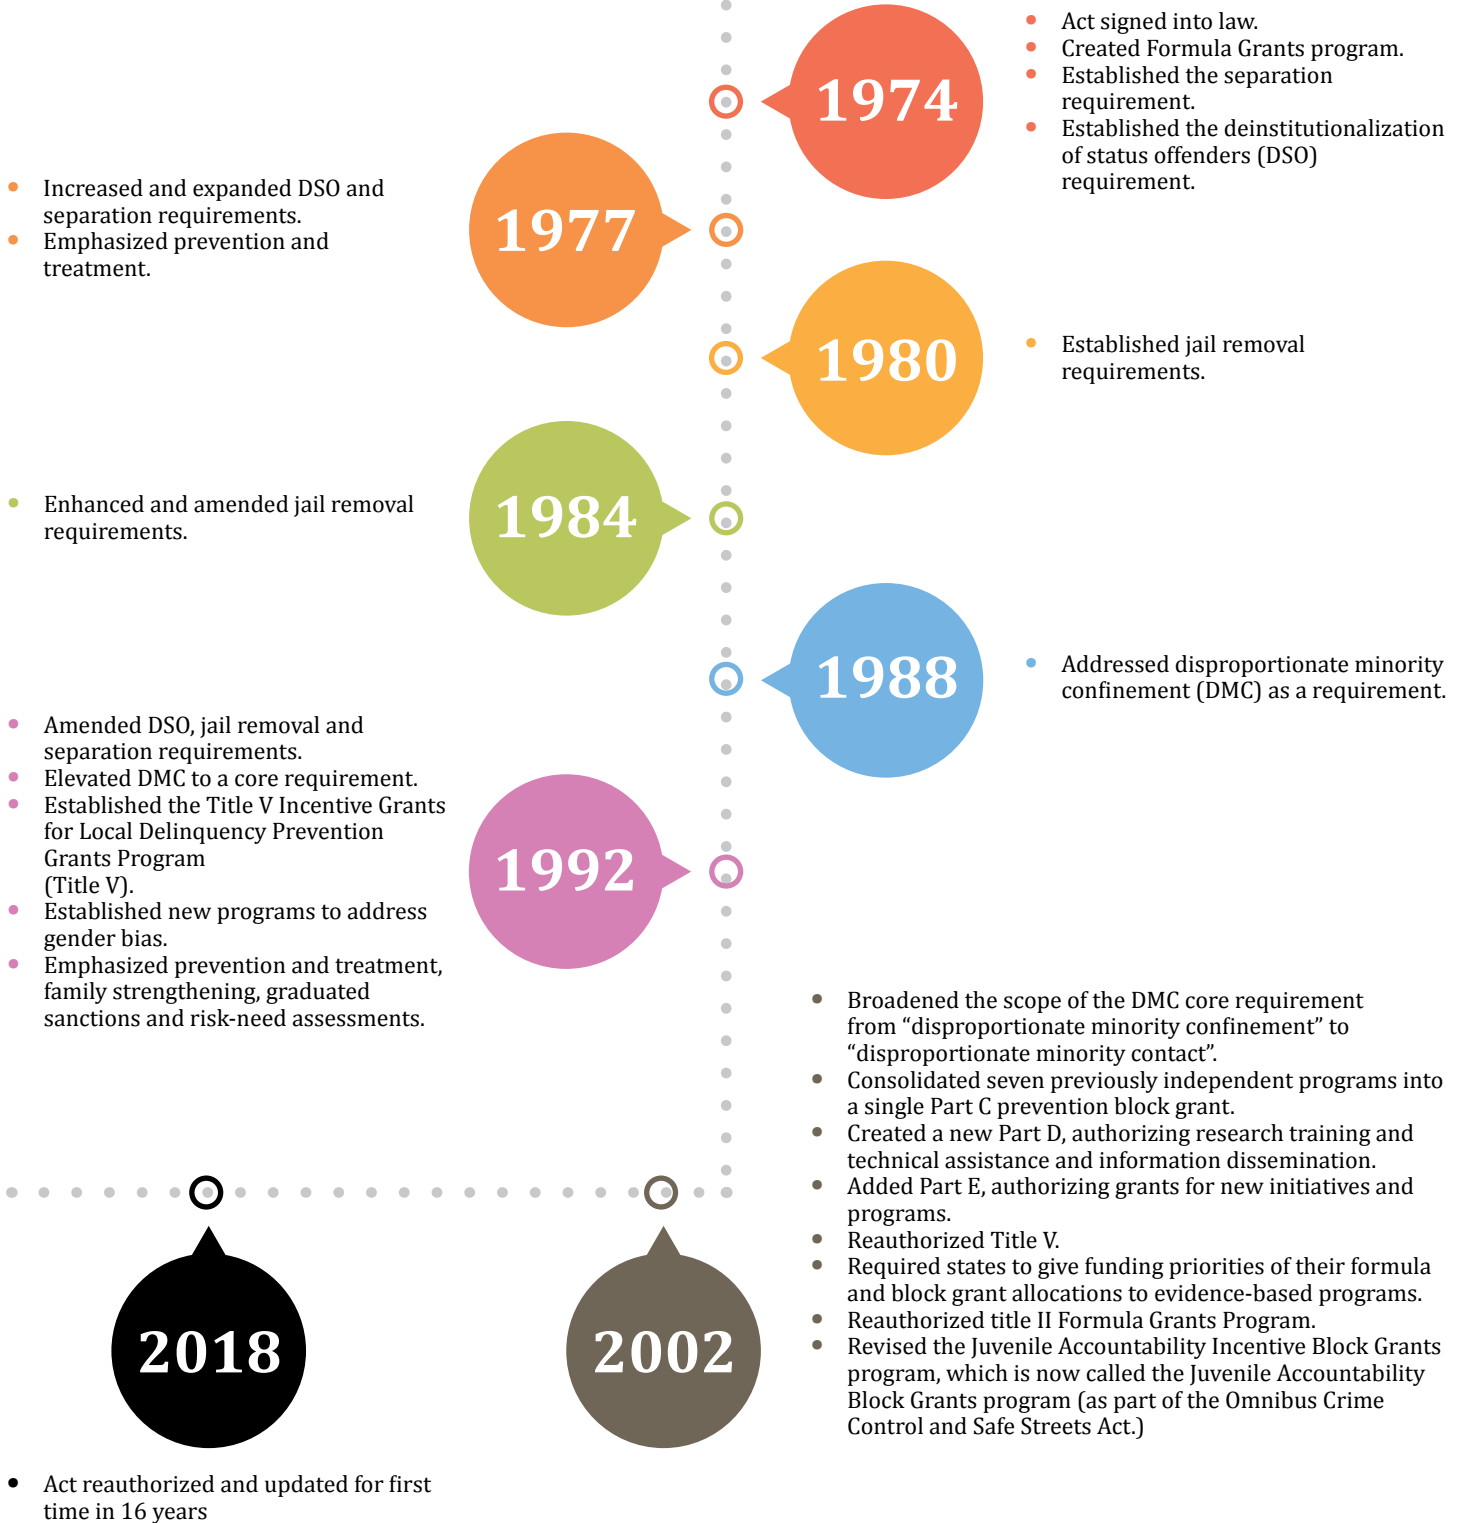 1974
Act signed into law.
Created Formula Grants program.
Established the separation
requirement.
Established the deinstitutionalization
of status offenders (DSO)
requirement.
1977
Increased and expanded DSO and
separation requirements.
Emphasized prevention and
treatment.
1980
Established jail removal
requirements.
1984
Enhanced and amended jail removal
requirements.
1988
Addressed disproportionate minority
confinement (DMC) as a requirement.
1992
Amended DSO, jail removal and
separation requirements.
Elevated DMC to a core requirement.
Established the Title V Incentive Grants
for Local Delinquency Prevention
Grants Program
(Title V).
Established new programs to address
gender bias.
Emphasized prevention and treatment,
family strengthening, graduated
sanctions and risk-need assessments.
2002
Broadened the scope of the DMC core requirement
from “disproportionate minority confinement” to
“disproportionate minority contact”.
Consolidated seven previously independent programs into
a single Part C prevention block grant.
Created a new Part D, authorizing research training and
technical assistance and information dissemination.
Added Part E, authorizing grants for new initiatives and
programs.
Reauthorized Title V.
Required states to give funding priorities of their formula
and block grant allocations to evidence-based programs.
Reauthorized title II Formula Grants Program.
Revised the Juvenile Accountability Incentive Block Grants
program, which is now called the Juvenile Accountability
Block Grants program (as part of the Omnibus Crime
Control and Safe Streets Act.)
2018
Act reauthorized and updated for first
time in 16 years